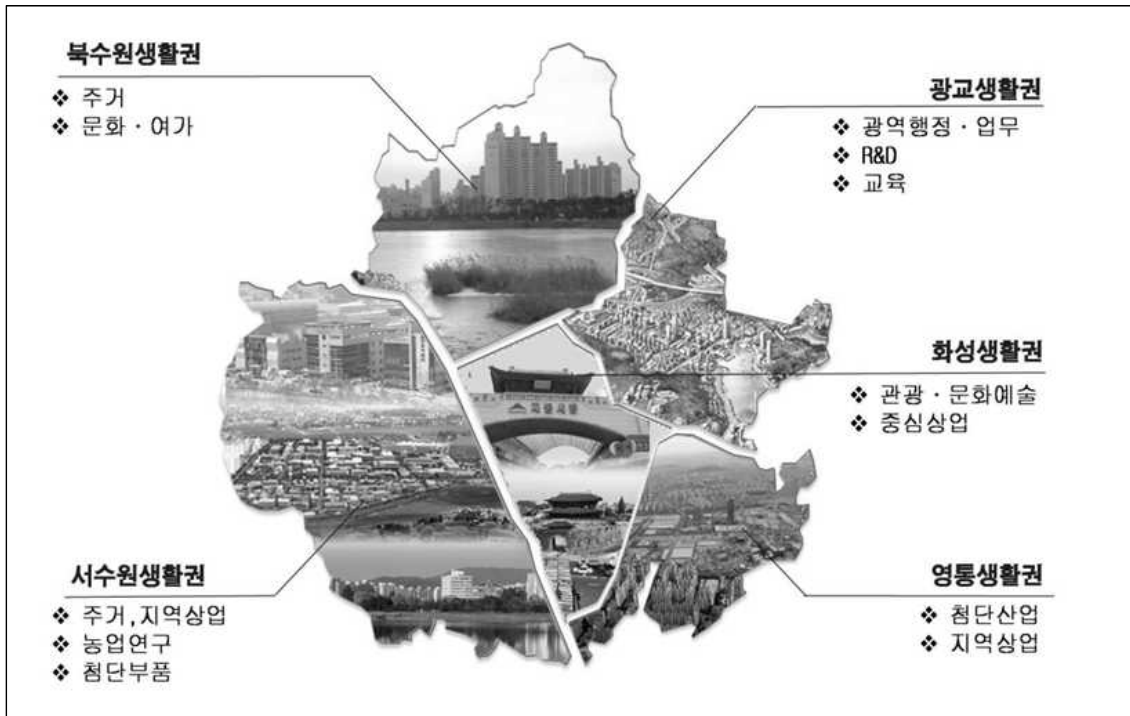 북수원생활권
❖ 주거
❖ 문화 · 여가
광교생활권
❖ 광역행정 · 업무
❖ R&D
❖ 교육
화성생활권
❖ 관광 · 문화예술
❖ 중심상업
서수원생활권
❖ 주거,지역상업
❖ 농업연구
❖ 첨단부품
영통생활권
❖ 첨단산업
❖ 지역상업